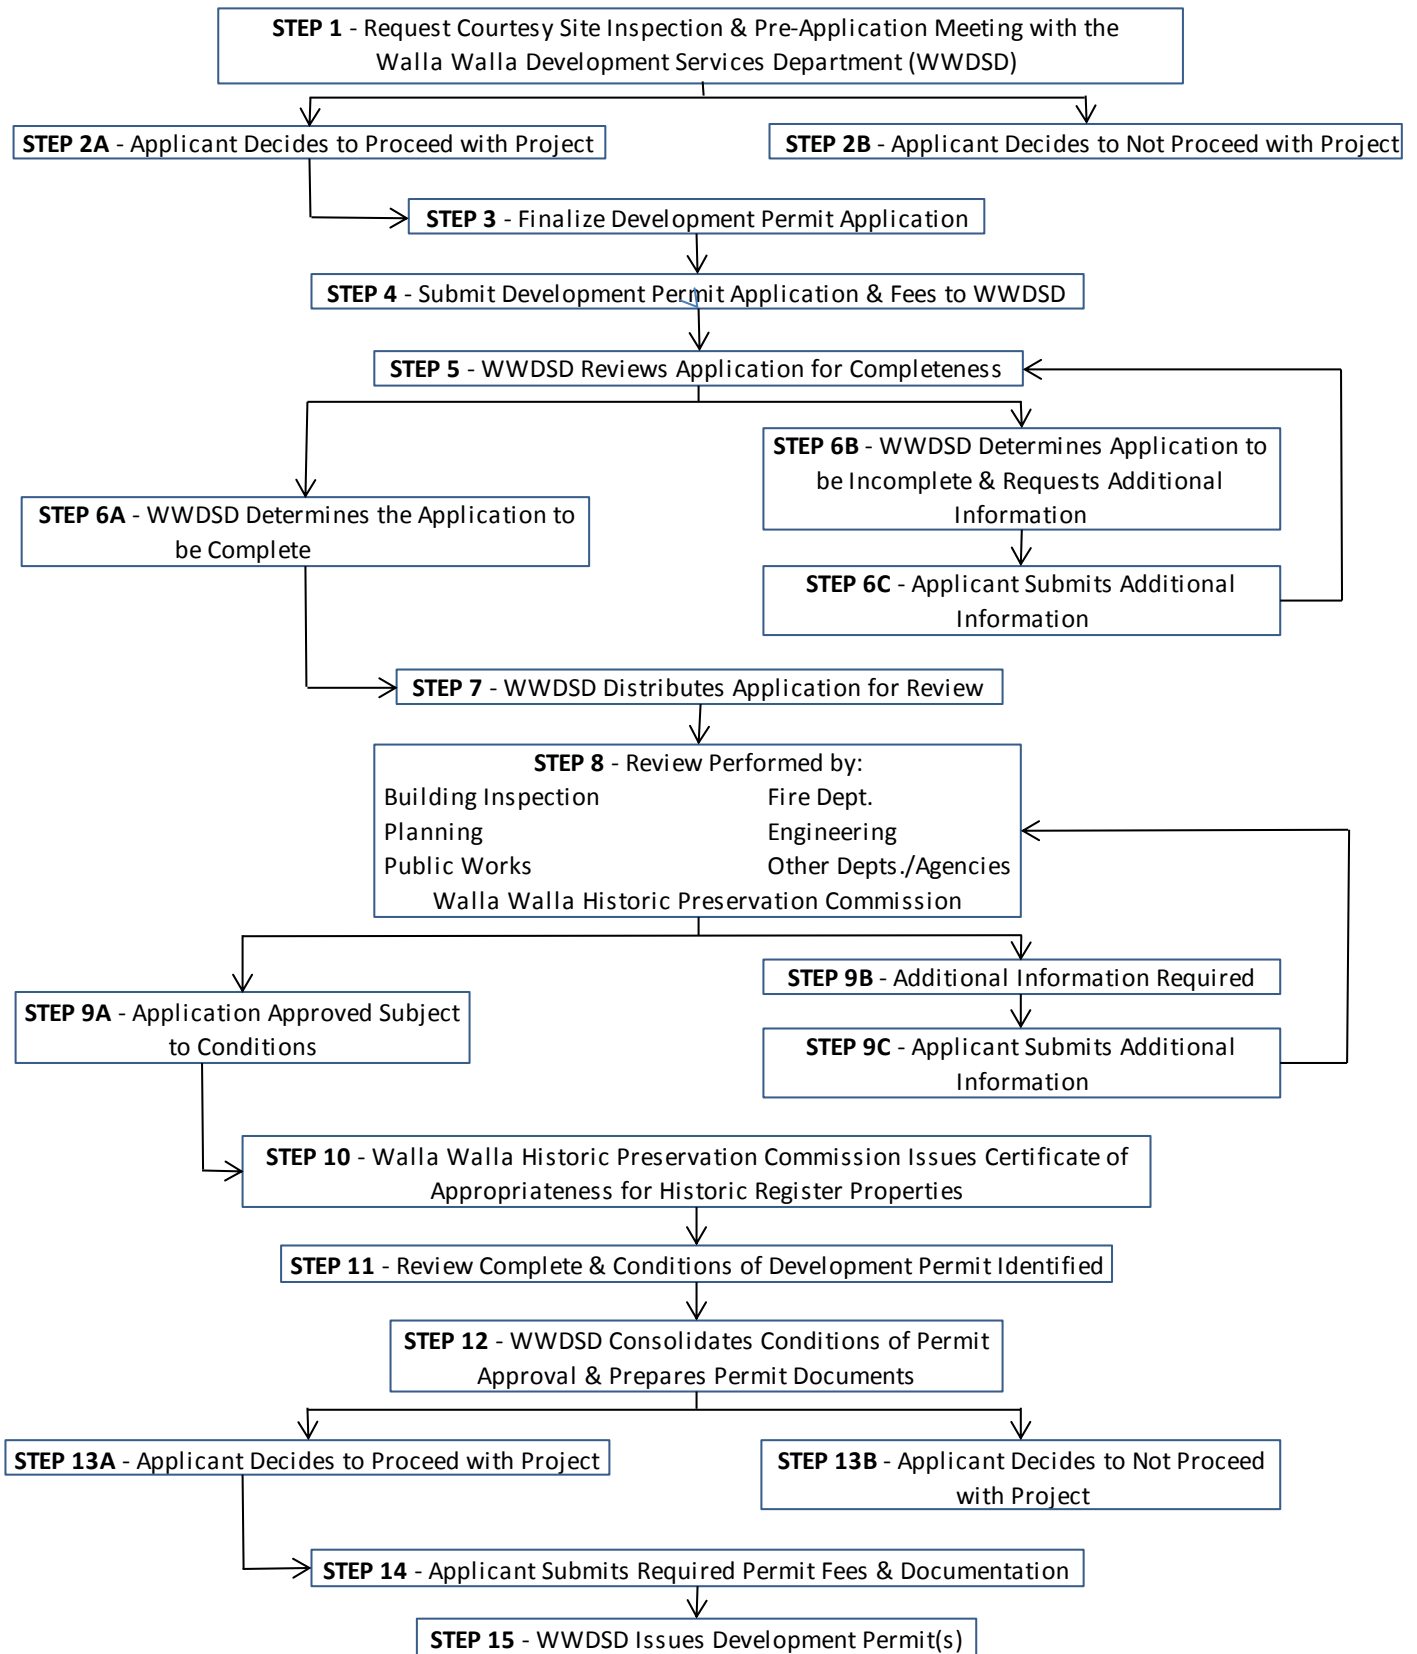 STEP 1 - Request Courtesy Site Inspection & Pre-Application Meeting with the
Walla Walla Development Services Department (WWDSD)
STEP 2A - Applicant Decides to Proceed with Project
STEP 2B - Applicant Decides to Not Proceed with Project
STEP 3 - Finalize Development Permit Application
STEP 4 - Submit Development Permit Application & Fees to WWDSD
STEP 5 - WWDSD Reviews Application for Completeness
STEP 6B - WWDSD Determines Application to
be Incomplete & Requests Additional
Information
STEP 6A - WWDSD Determines the Application to
be Complete
STEP 6C - Applicant Submits Additional
Information
STEP 7 - WWDSD Distributes Application for Review
STEP 8 - Review Performed by:
Building Inspection Fire Dept.
Planning Engineering
Public Works Other Depts./Agencies
Walla Walla Historic Preservation Commission
STEP 9B - Additional Information Required
STEP 9A - Application Approved Subject
to Conditions
STEP 9C - Applicant Submits Additional
Information
STEP 10 - Walla Walla Historic Preservation Commission Issues Certificate of
Appropriateness for Historic Register Properties
STEP 11 - Review Complete & Conditions of Development Permit Identified
STEP 12 - WWDSD Consolidates Conditions of Permit
Approval & Prepares Permit Documents
STEP 13A - Applicant Decides to Proceed with Project
STEP 13B - Applicant Decides to Not Proceed
with Project
STEP 14 - Applicant Submits Required Permit Fees & Documentation
STEP 15 - WWDSD Issues Development Permit(s)